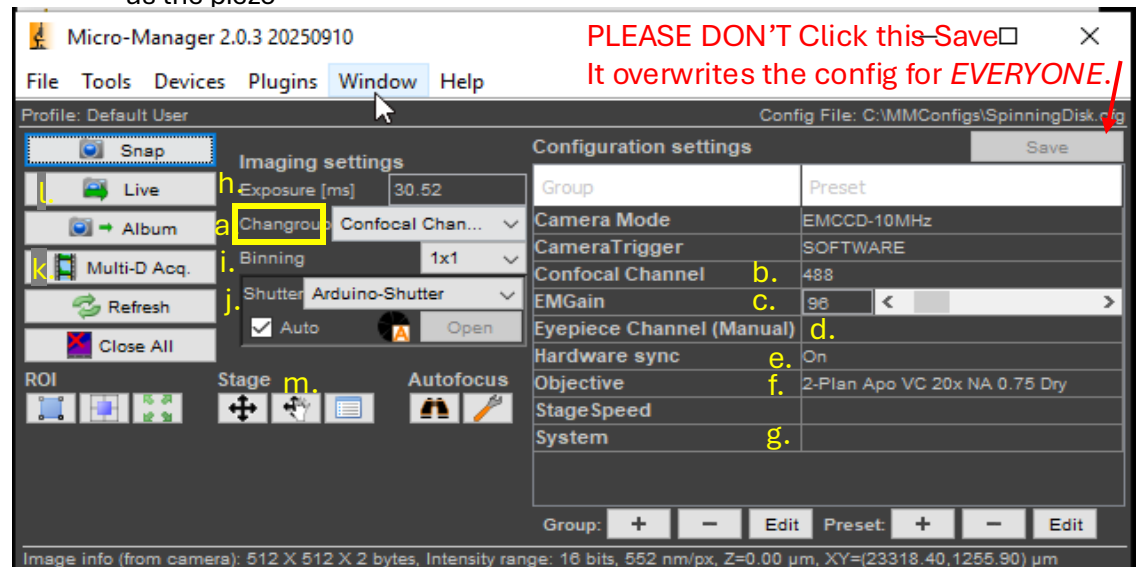 as the piezo
Micro-Manager 2.0.3 20250910
PLEASE DON'T Click this Save
It overwrites the config for EVERYONE.
File Tools Devices Plugins Window Help
Profile: Default User
Config File: C:\MMConfigs\SpinningDisk.cfg
Snap
l. Live
Album
k. Multi-D Acq.
Refresh
Close All
Imaging settings
h. Exposure [ms] 30.52
a Changroup Confocal Chan...
i. Binning 1x1
j. Shutter Arduino-Shutter
Auto A Open
ROI
Stage m.
Autofocus
Configuration settings
Save
Group Preset
Camera Mode EMCCD-10MHz
CameraTrigger SOFTWARE
Confocal Channel b. 488
EMGain c. 96 < >
Eyepiece Channel (Manual) d.
Hardware sync e. On
Objective f. 2-Plan Apo VC 20x NA 0.75 Dry
StageSpeed
System g.
Group: + − Edit Preset: + − Edit
Image info (from camera): 512 X 512 X 2 bytes, Intensity range: 16 bits, 552 nm/px, Z=0.00 µm, XY=(23318.40,1255.90) µm